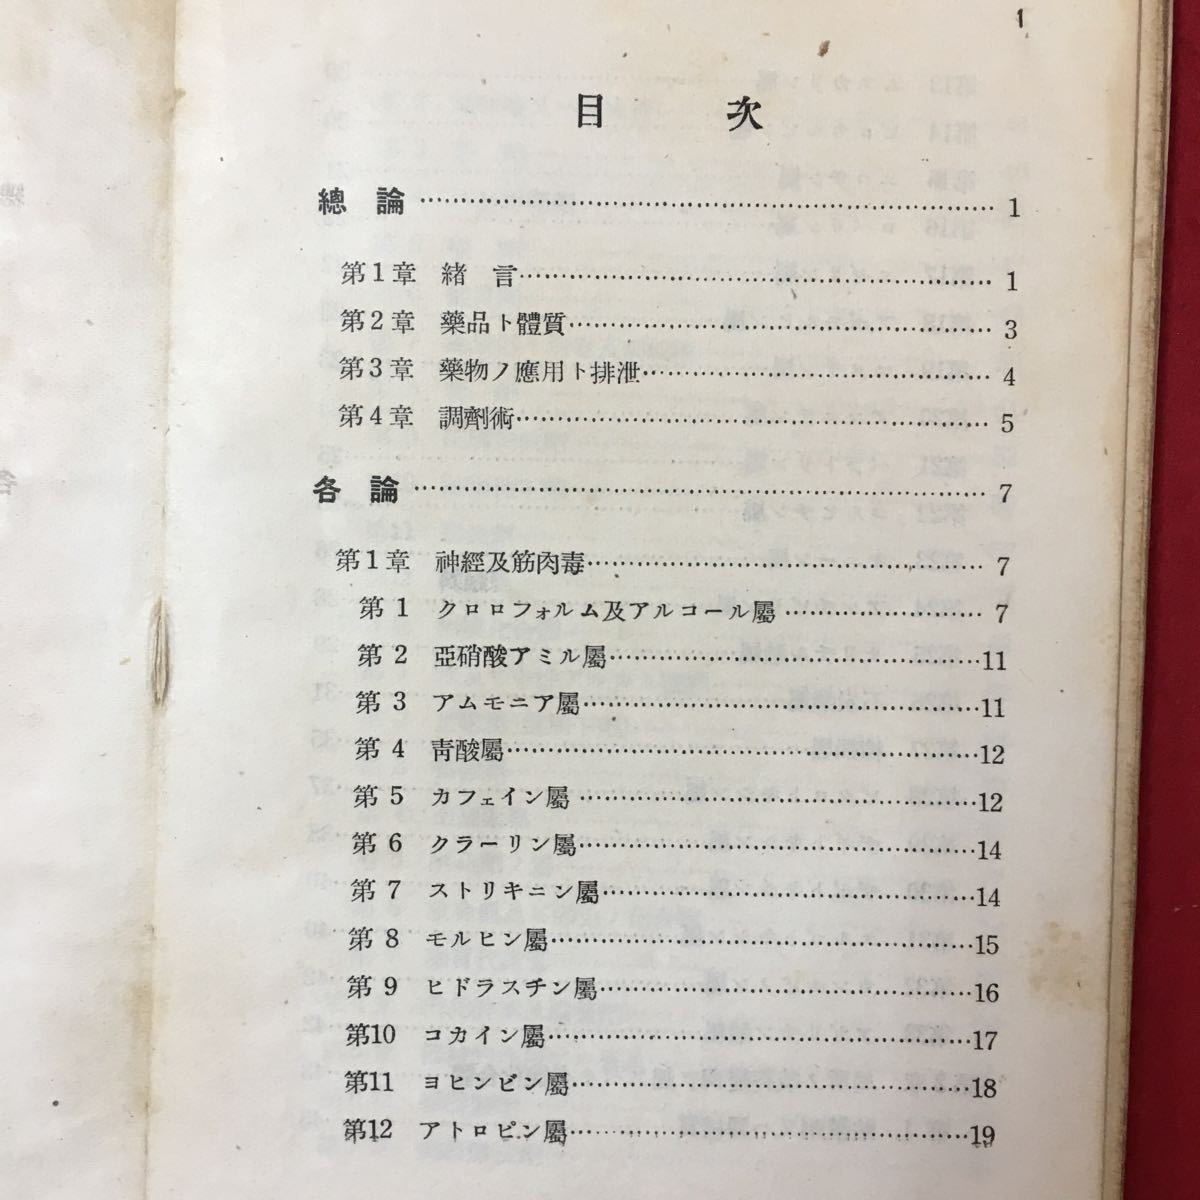 1
目 次
總 論 1
第1章 緒 言 1
第2章 藥品ト體質 3
第3章 藥物ノ應用ト排泄 4
第4章 調劑術 5
各 論 7
第1章 神經及筋肉毒 7
第 1 クロロフォルム及アルコール屬 7
第 2 亞硝酸アミル屬 11
第 3 アムモニア屬 11
第 4 靑酸屬 12
第 5 カフェイン屬 12
第 6 クラーリン屬 14
第 7 ストリキニン屬 14
第 8 モルヒン屬 15
第 9 ヒドラスチン屬 16
第10 コカイン屬 17
第11 ヨヒンビン屬 18
第12 アトロピン屬 19